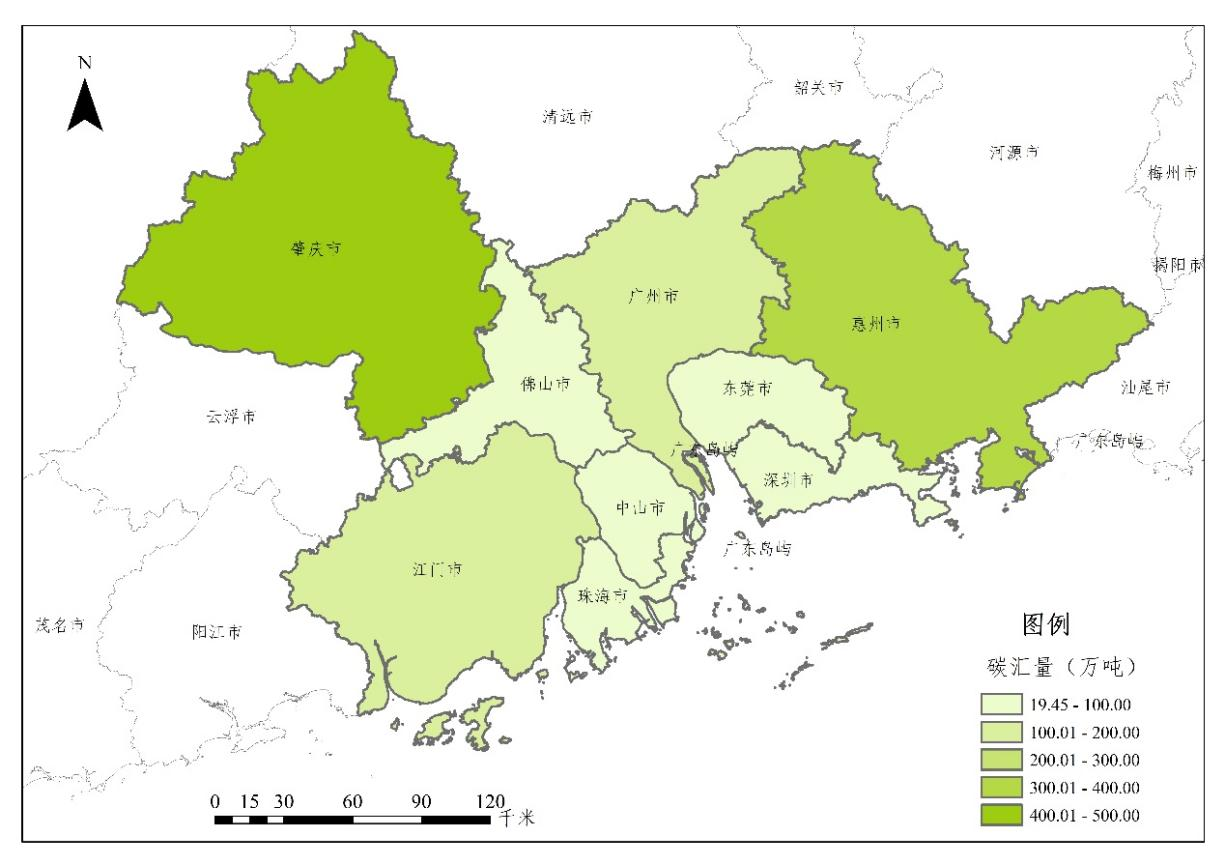 N
韶关市
清远市
河源市
梅州市
肇庆市
揭阳市
广州市
惠州市
佛山市
东莞市
汕尾市
云浮市
广东岛屿
广东岛屿
深圳市
中山市
广东岛屿
江门市
珠海市
茂名市
阳江市
图例
碳汇量（万吨）
19.45 - 100.00
100.01 - 200.00
200.01 - 300.00
300.01 - 400.00
400.01 - 500.00
0 15 30 60 90 120
千米